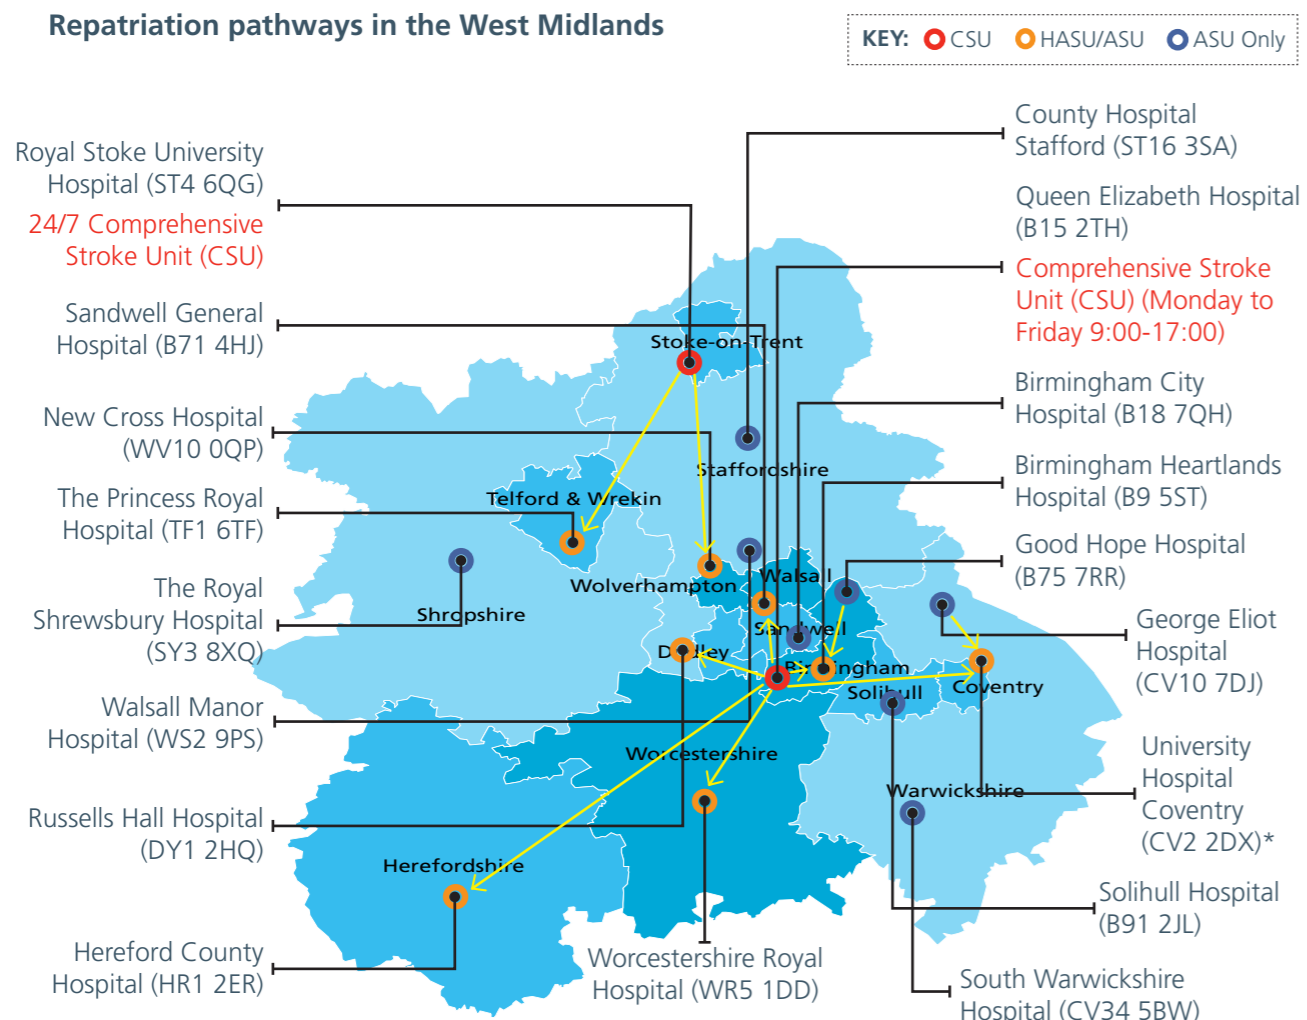 Repatriation pathways in the West Midlands
KEY: CSU HASU/ASU ASU Only
Royal Stoke University
Hospital (ST4 6QG)
24/7 Comprehensive
Stroke Unit (CSU)
Sandwell General
Hospital (B71 4HJ)
New Cross Hospital
(WV10 0QP)
The Princess Royal
Hospital (TF1 6TF)
The Royal
Shrewsbury Hospital
(SY3 8XQ)
Walsall Manor
Hospital (WS2 9PS)
Russells Hall Hospital
(DY1 2HQ)
Hereford County
Hospital (HR1 2ER)
Stoke-on-Trent
Staffordshire
Telford & Wrekin
Wolverhampton
Walsall
Shropshire
Sandwell
Dudley
Birmingham
Solihull
Coventry
Worcestershire
Warwickshire
Herefordshire
Worcestershire Royal
Hospital (WR5 1DD)
County Hospital
Stafford (ST16 3SA)
Queen Elizabeth Hospital
(B15 2TH)
Comprehensive Stroke
Unit (CSU) (Monday to
Friday 9:00-17:00)
Birmingham City
Hospital (B18 7QH)
Birmingham Heartlands
Hospital (B9 5ST)
Good Hope Hospital
(B75 7RR)
George Eliot
Hospital
(CV10 7DJ)
University
Hospital
Coventry
(CV2 2DX)*
Solihull Hospital
(B91 2JL)
South Warwickshire
Hospital (CV34 5BW)